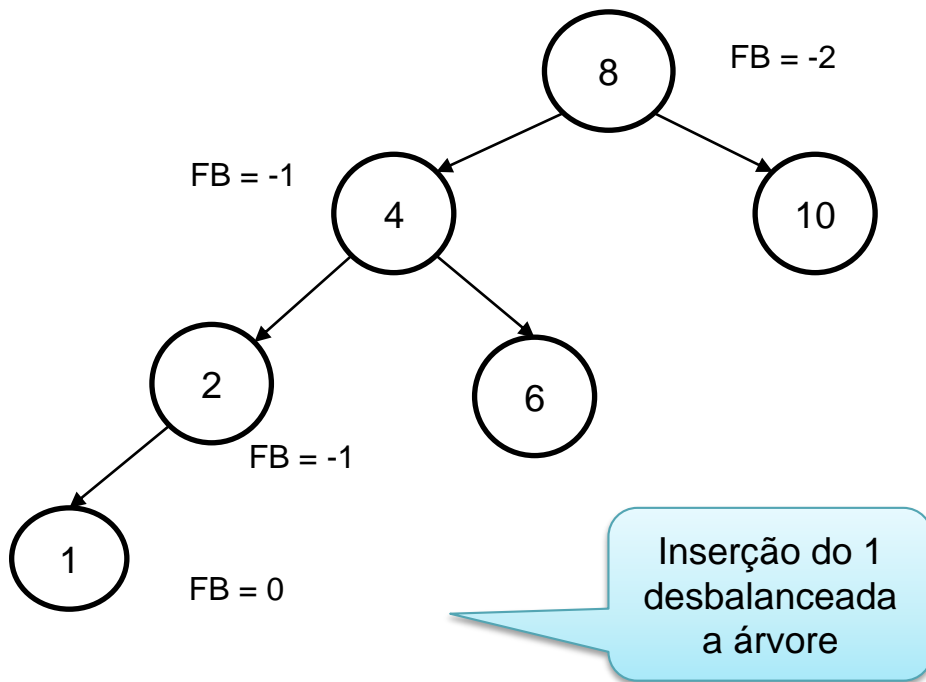 8
FB = -2
FB = -1
4
10
2
6
FB = -1
1
FB = 0
Inserção do 1
desbalanceada
a árvore